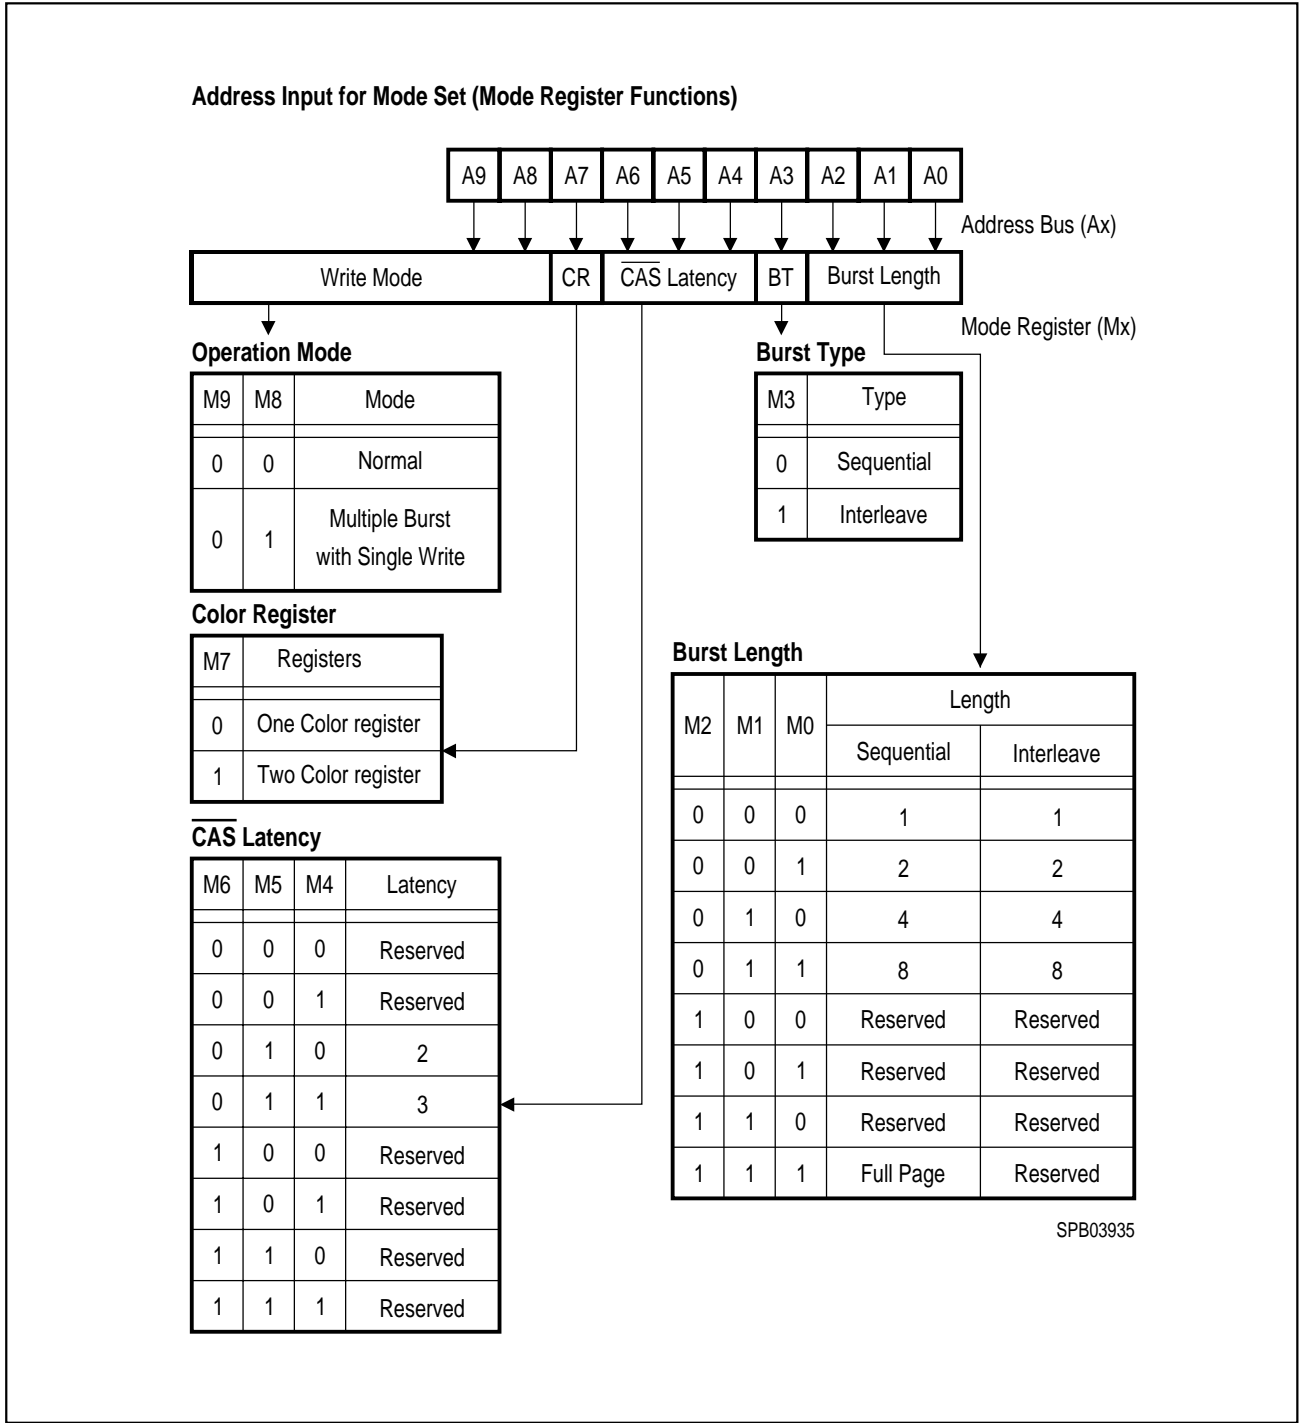 Address Input for Mode Set (Mode Register Functions)
A9 A8 A7 A6 A5 A4 A3 A2 A1 A0
Address Bus (Ax)
Write Mode CR C̅A̅S̅ Latency BT Burst Length
Mode Register (Mx)
Operation Mode
M9 M8 Mode
0 0 Normal
0 1 Multiple Burst
with Single Write
Burst Type
M3 Type
0 Sequential
1 Interleave
Color Register
M7 Registers
0 One Color register
1 Two Color register
C̅A̅S̅ Latency
M6 M5 M4 Latency
0 0 0 Reserved
0 0 1 Reserved
0 1 0 2
0 1 1 3
1 0 0 Reserved
1 0 1 Reserved
1 1 0 Reserved
1 1 1 Reserved
Burst Length
M2 M1 M0 Length
Sequential Interleave
0 0 0 1 1
0 0 1 2 2
0 1 0 4 4
0 1 1 8 8
1 0 0 Reserved Reserved
1 0 1 Reserved Reserved
1 1 0 Reserved Reserved
1 1 1 Full Page Reserved
SPB03935